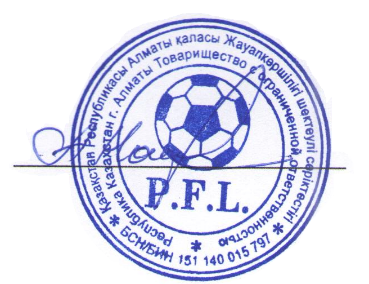 Қазақстан Республикасы Алматы қаласы Жауапкершілігі шектеулі серіктестігі
Республика Казахстан г. Алматы Товарищество с ограниченной ответственностью
P.F.L.
* БСН/БИН 151 140 015 797 *
*